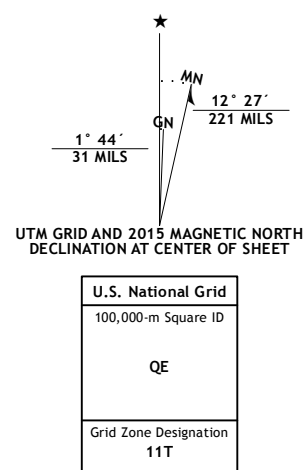 ★
MN
GN
12° 27´
221 MILS
1° 44´
31 MILS
UTM GRID AND 2015 MAGNETIC NORTH
DECLINATION AT CENTER OF SHEET
U.S. National Grid
100,000-m Square ID
QE
Grid Zone Designation
11T